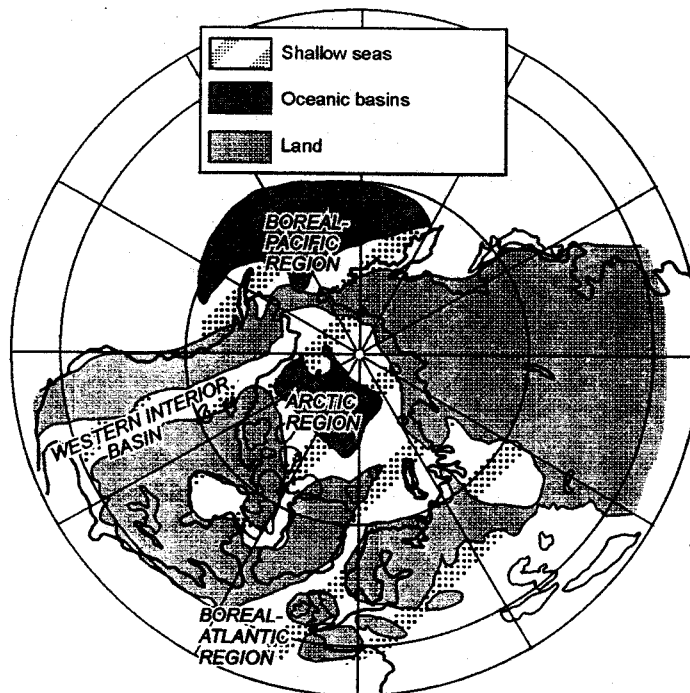 Shallow seas
Oceanic basins
Land
BOREAL-
PACIFIC
REGION
ARCTIC
REGION
WESTERN INTERIOR
BASIN
BOREAL-
ATLANTIC
REGION